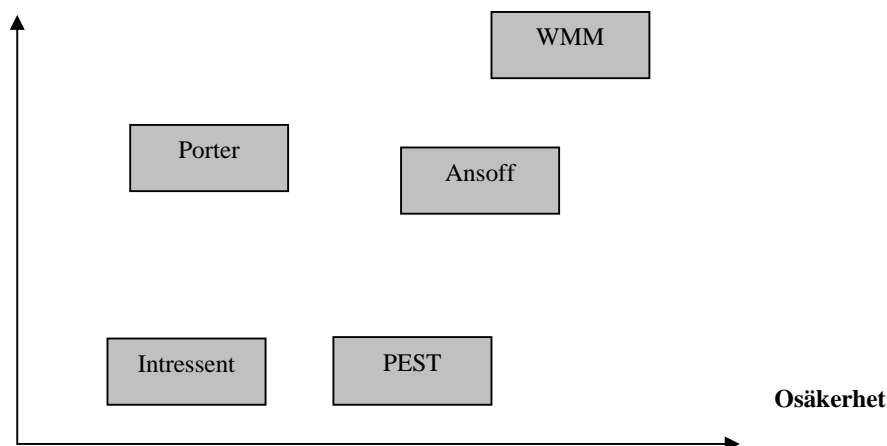 WMM
Porter
Ansoff
Intressent
PEST
Osäkerhet